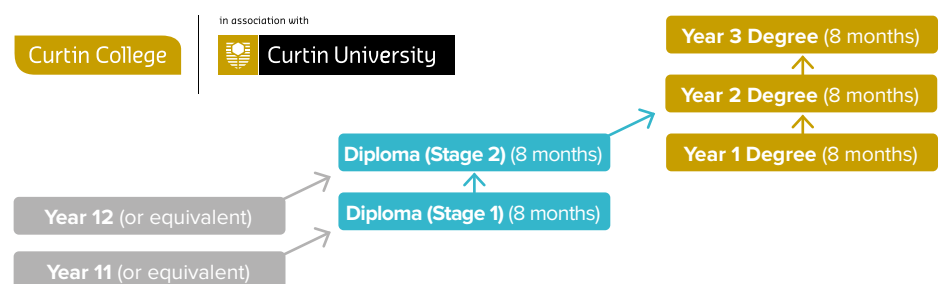 in association with
Curtin College
Curtin University
Year 3 Degree (8 months)
Year 2 Degree (8 months)
Year 1 Degree (8 months)
Diploma (Stage 2) (8 months)
Diploma (Stage 1) (8 months)
Year 12 (or equivalent)
Year 11 (or equivalent)